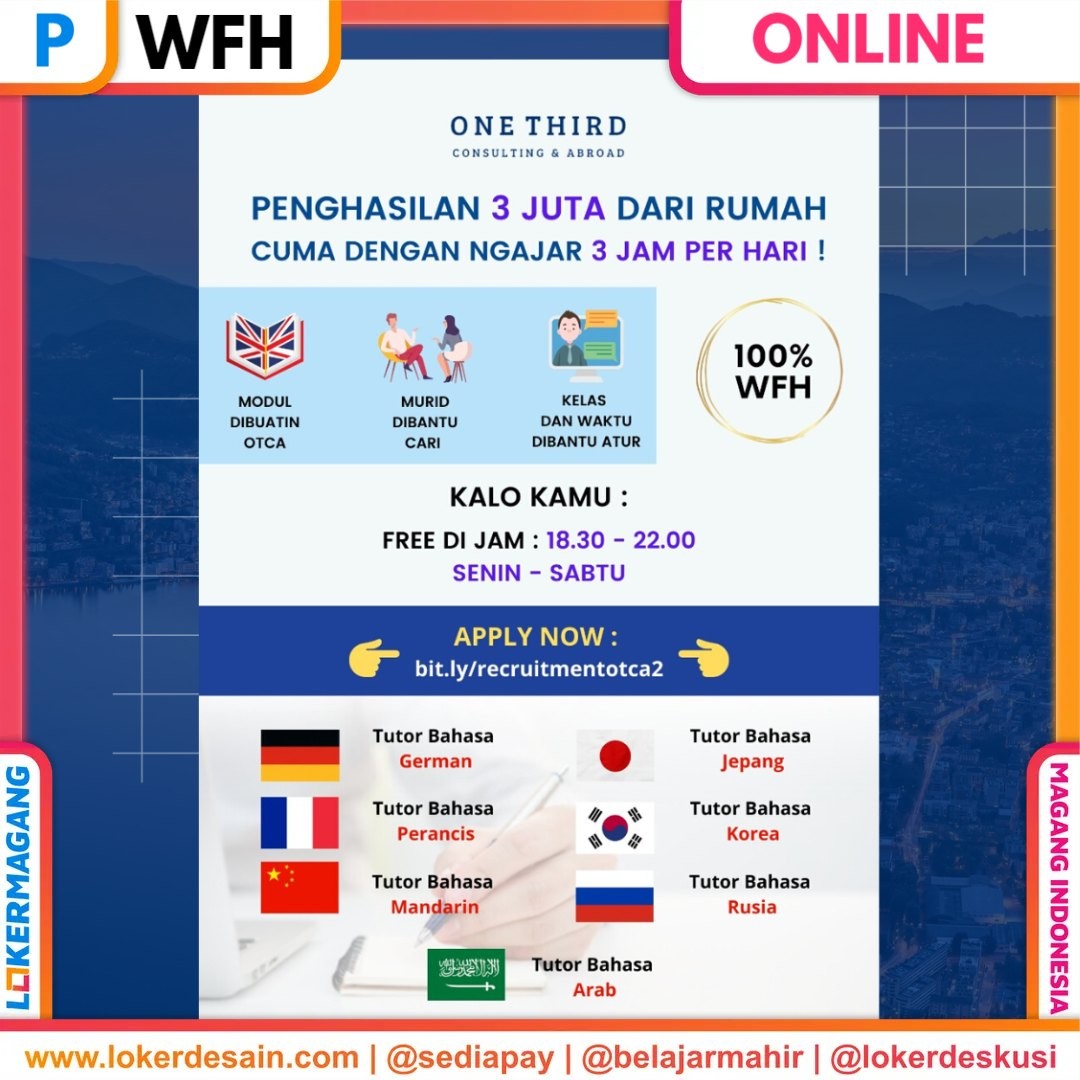 P
WFH
ONLINE
ONE THIRD
CONSULTING & ABROAD
PENGHASILAN 3 JUTA DARI RUMAH
CUMA DENGAN NGAJAR 3 JAM PER HARI !
MODUL
DIBUATIN
OTCA
MURID
DIBANTU
CARI
KELAS
DAN WAKTU
DIBANTU ATUR
100%
WFH
KALO KAMU :
FREE DI JAM : 18.30 - 22.00
SENIN - SABTU
APPLY NOW :
bit.ly/recruitmentotca2
Tutor Bahasa
German
Tutor Bahasa
Jepang
Tutor Bahasa
Perancis
Tutor Bahasa
Korea
Tutor Bahasa
Mandarin
Tutor Bahasa
Rusia
Tutor Bahasa
Arab
LOKERMAGANG
MAGANG INDONESIA
www.lokerdesain.com | @sediapay | @belajarmahir | @lokerdeskusi